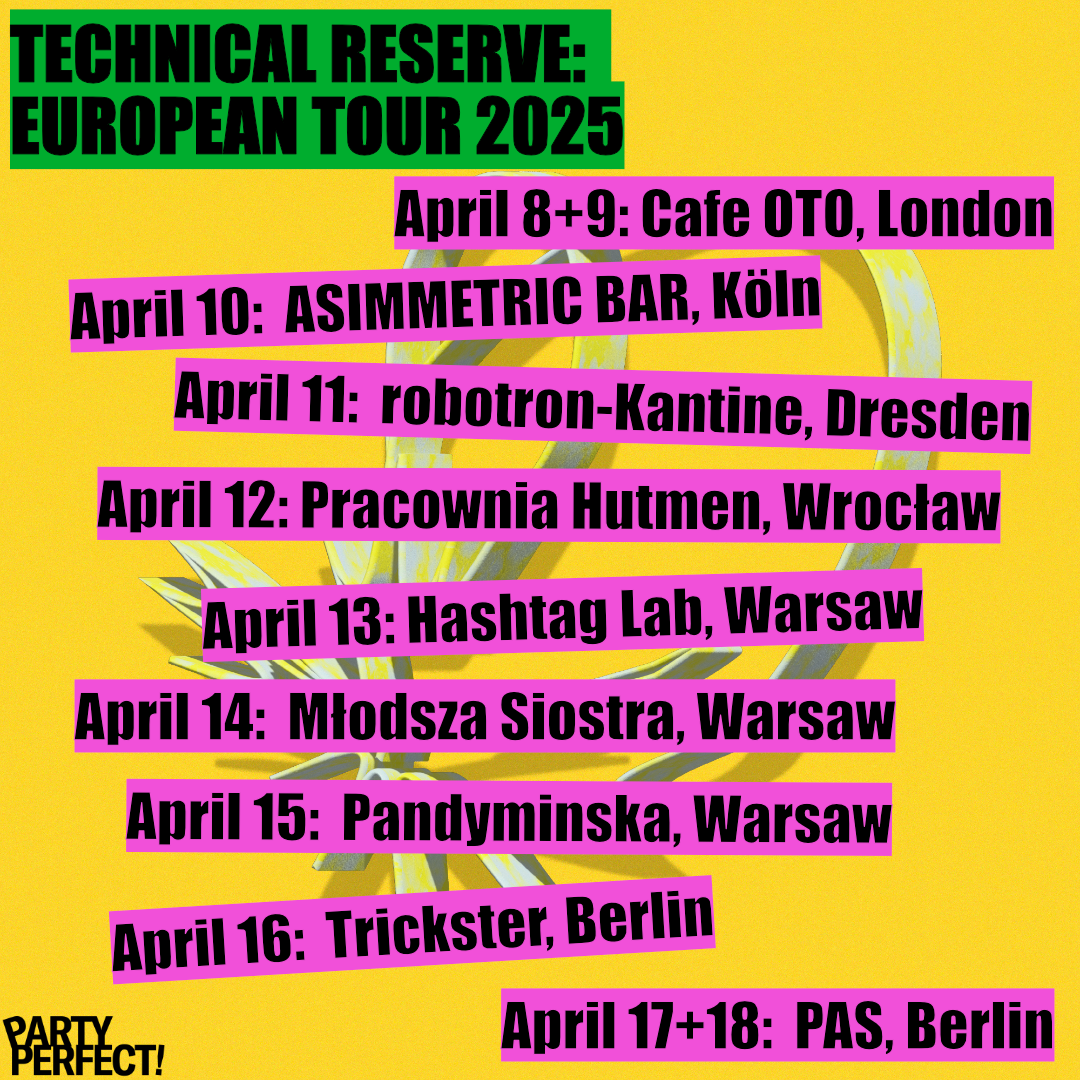 TECHNICAL RESERVE:
EUROPEAN TOUR 2025
April 8+9: Cafe OTO, London
April 10: ASIMMETRIC BAR, Köln
April 11: robotron-Kantine, Dresden
April 12: Pracownia Hutmen, Wrocław
April 13: Hashtag Lab, Warsaw
April 14: Młodsza Siostra, Warsaw
April 15: Pandyminska, Warsaw
April 16: Trickster, Berlin
April 17+18: PAS, Berlin
PARTY
PERFECT!